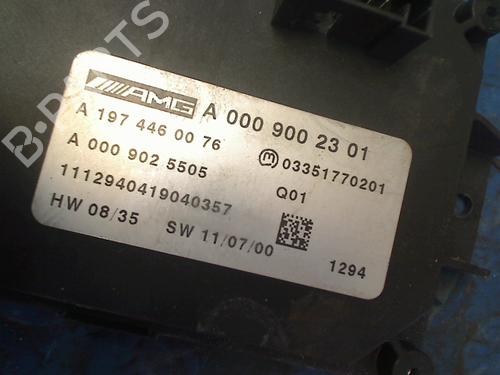 AMG A 000 900 23 01
A 197 446 00 76
03351770201
A 000 902 5505
Q01
1112940419040357
HW 08/35 SW 11/07/00
1294
B-PARTS